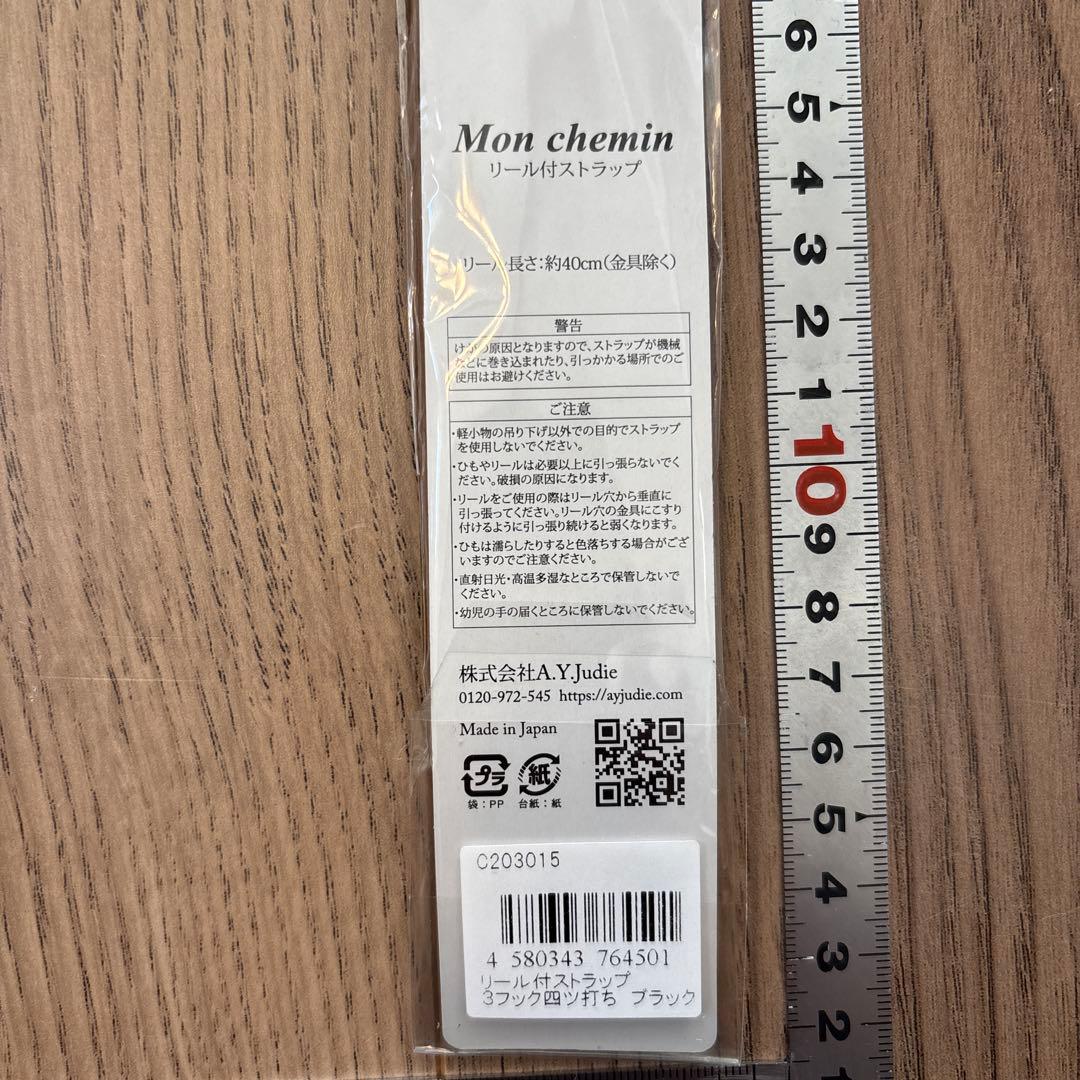 Mon chemin
リール付ストラップ
リール長さ：約40cm（金具除く）
警告
けがの原因となりますので、ストラップが機械
などに巻き込まれたり、引っかかる場所でのご
使用はお避けください。
ご注意
・軽小物の吊り下げ以外での目的でストラップ
を使用しないでください。
・ひもやリールは必要以上に引っ張らないでく
ださい。破損の原因になります。
・リールをご使用の際はリール穴から垂直に
引っ張ってください。リール穴の金具にこすり
付けるように引っ張り続けると弱くなります。
・ひもは濡らしたりすると色落ちする場合がござ
いますのでご注意ください。
・直射日光・高温多湿なところで保管しないで
ください。
・幼児の手の届くところに保管しないでください。
株式会社A.Y.Judie
0120-972-545 https://ayjudie.com
Made in Japan
プラ
紙
袋：PP 台紙：紙
C203015
4 580343 764501
リール付ストラップ
3フック四ツ打ち ブラック
6
5
4
3
2
1
10
9
8
7
6
5
4
3
2
1